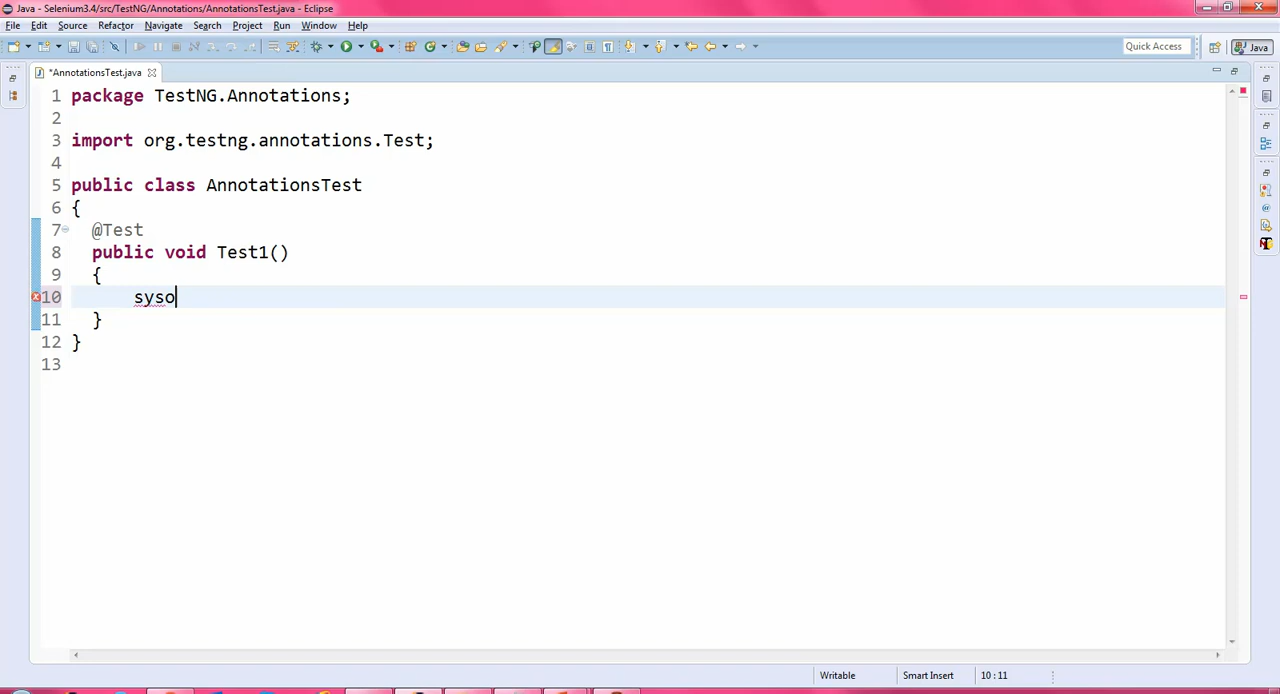 Java - Selenium3.4/src/TestNG/Annotations/AnnotationsTest.java - Eclipse
File Edit Source Refactor Navigate Search Project Run Window Help
Quick Access
Java
*AnnotationsTest.java
1 package TestNG.Annotations;
2
3 import org.testng.annotations.Test;
4
5 public class AnnotationsTest
6 {
7 @Test
8 public void Test1()
9 {
10 syso
11 }
12 }
13
Writable Smart Insert 10 : 11